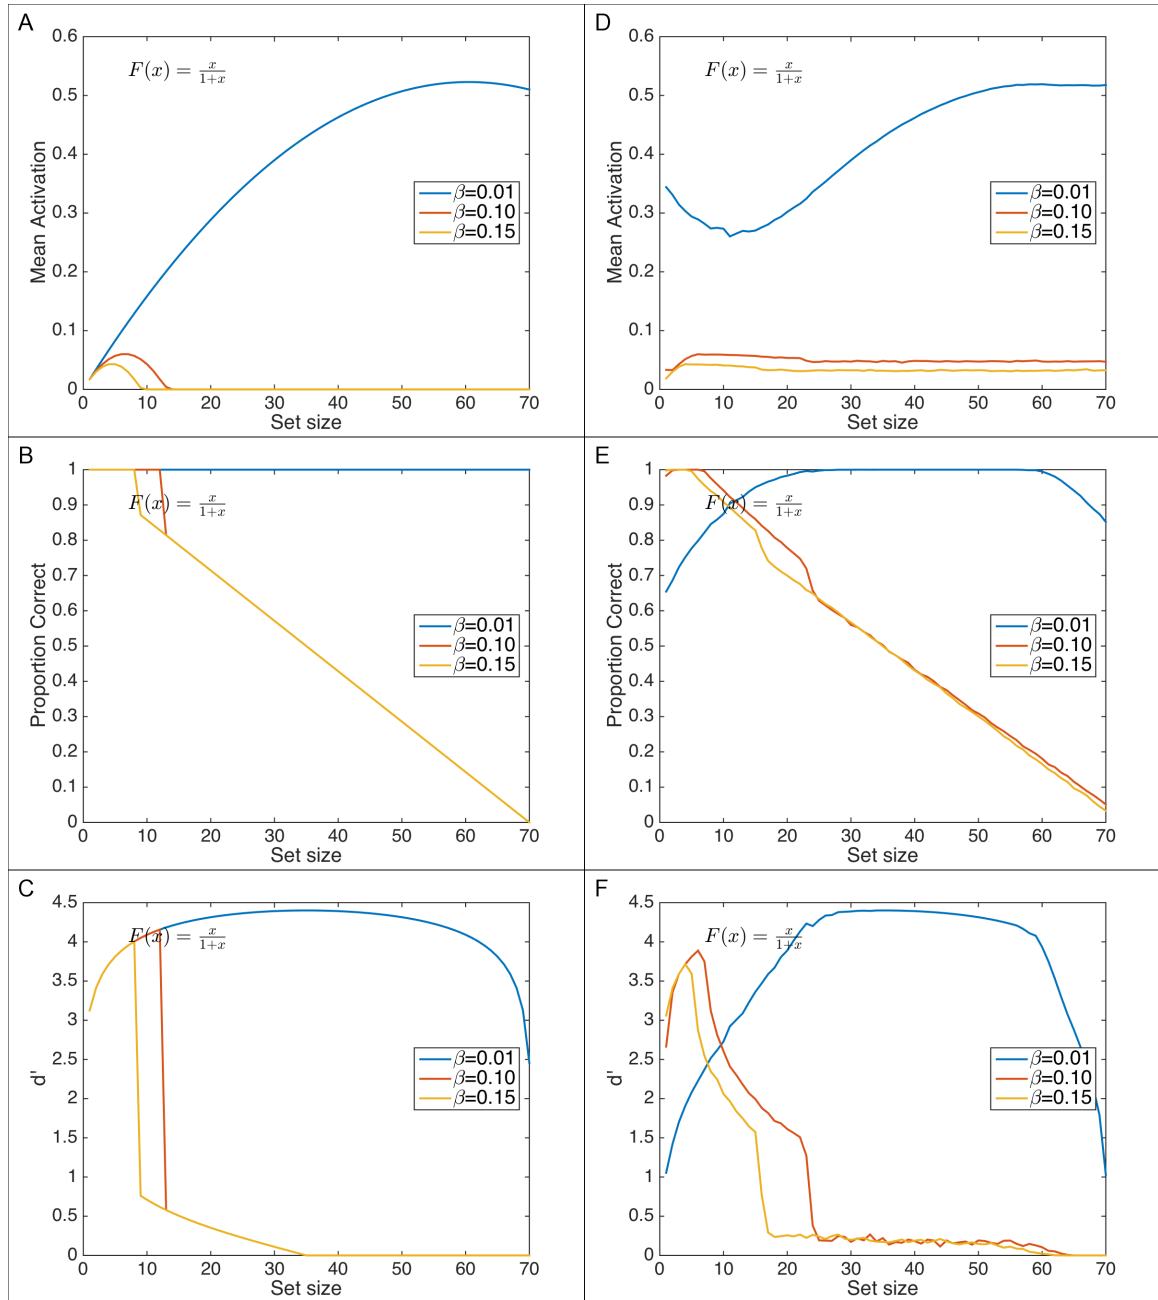 A
Mean Activation
0.6
0.5
0.4
0.3
0.2
0.1
0
F(x) = x/1+x
β=0.01
β=0.10
β=0.15
0 10 20 30 40 50 60 70
Set size
D
Mean Activation
0.6
0.5
0.4
0.3
0.2
0.1
0
F(x) = x/1+x
β=0.01
β=0.10
β=0.15
0 10 20 30 40 50 60 70
Set size
B
Proportion Correct
1
0.9
0.8
0.7
0.6
0.5
0.4
0.3
0.2
0.1
0
F(x) = x/1+x
β=0.01
β=0.10
β=0.15
0 10 20 30 40 50 60 70
Set size
E
Proportion Correct
1
0.9
0.8
0.7
0.6
0.5
0.4
0.3
0.2
0.1
0
F(x) = x/1+x
β=0.01
β=0.10
β=0.15
0 10 20 30 40 50 60 70
Set size
C
d'
4.5
4
3.5
3
2.5
2
1.5
1
0.5
0
F(x) = x/1+x
β=0.01
β=0.10
β=0.15
0 10 20 30 40 50 60 70
Set size
F
d'
4.5
4
3.5
3
2.5
2
1.5
1
0.5
0
F(x) = x/1+x
β=0.01
β=0.10
β=0.15
0 10 20 30 40 50 60 70
Set size